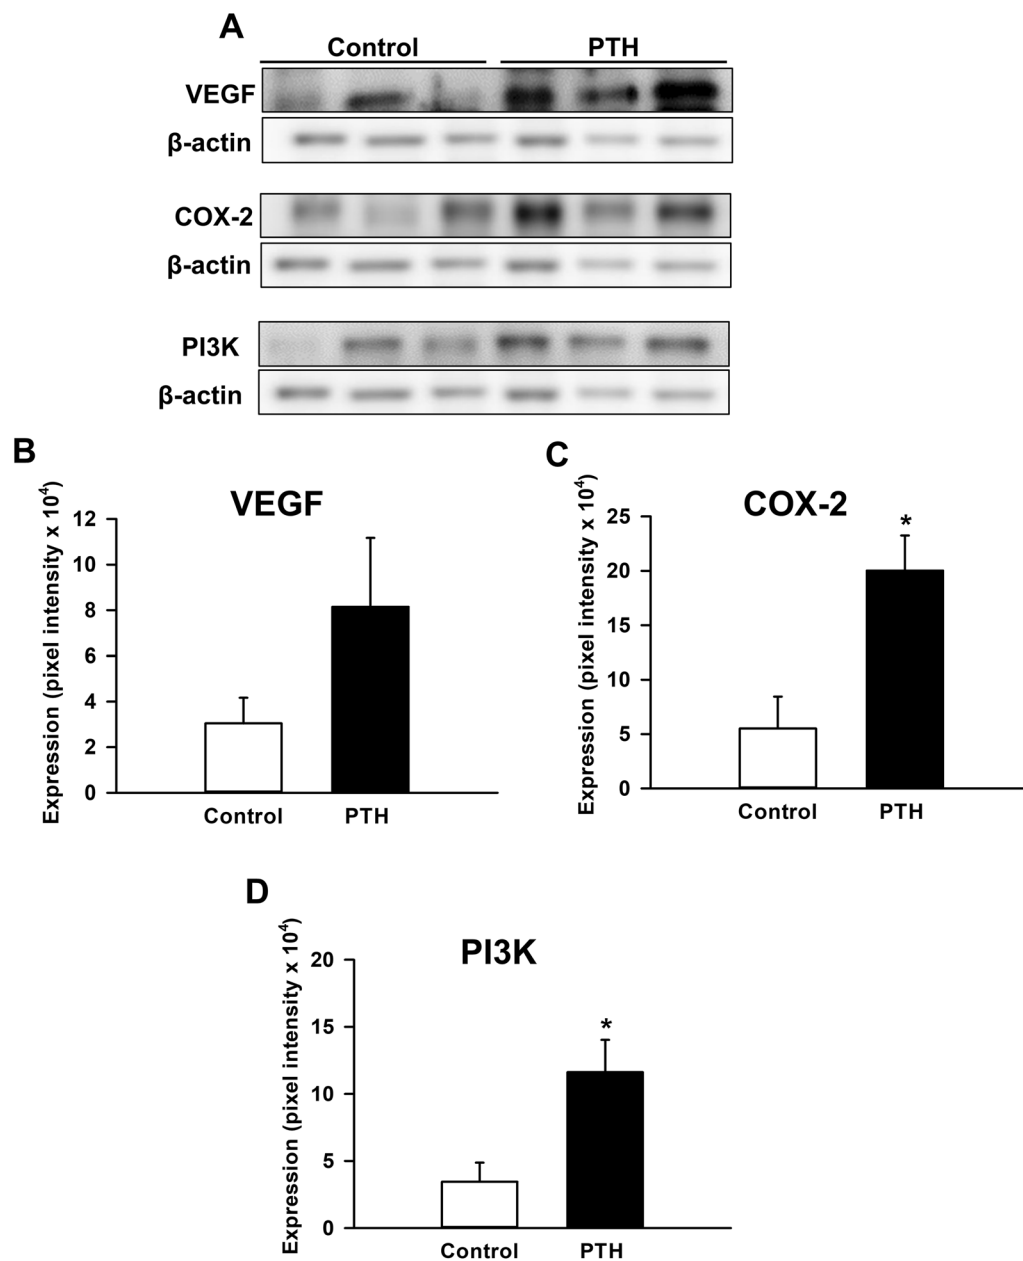 A
Control PTH
VEGF
β-actin
COX-2
β-actin
PI3K
β-actin
B
VEGF
Expression (pixel intensity x 10⁴)
12
10
8
6
4
2
0
Control PTH
C
COX-2
Expression (pixel intensity x 10⁴)
25
20
15
10
5
0
*
Control PTH
D
PI3K
Expression (pixel intensity x 10⁴)
20
15
10
5
0
*
Control PTH